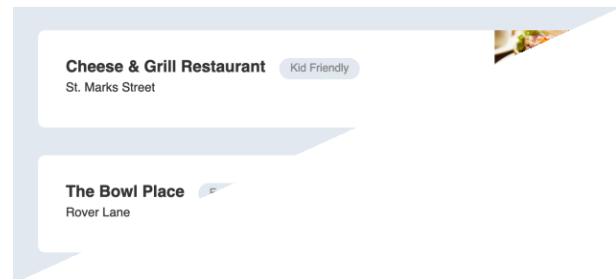 Cheese & Grill Restaurant Kid Friendly
St. Marks Street
The Bowl Place
Rover Lane